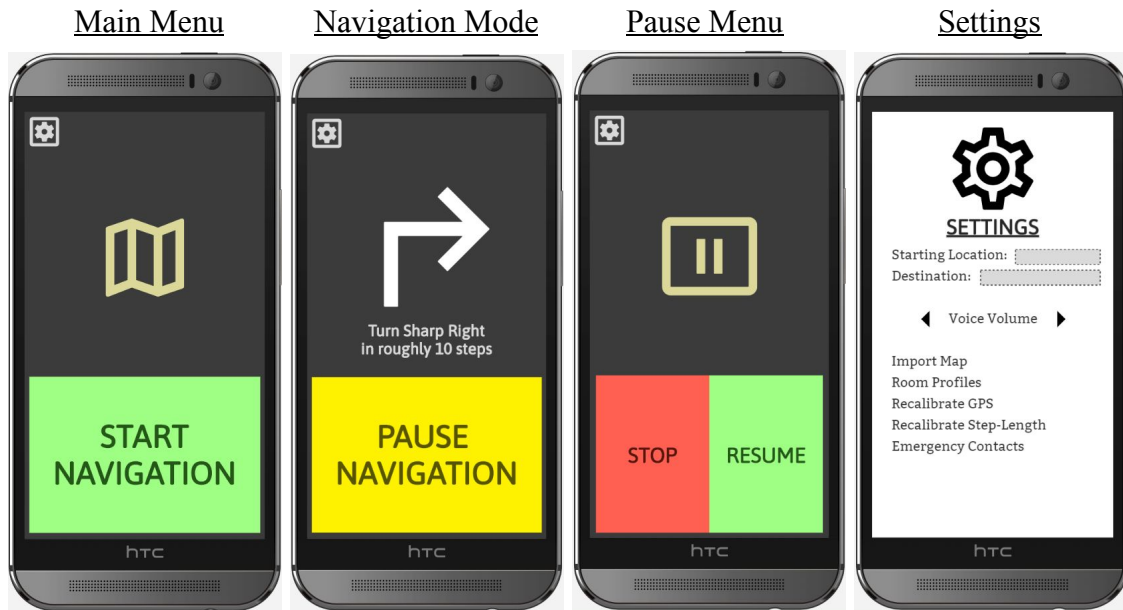 Main Menu
Navigation Mode
Pause Menu
Settings
START
NAVIGATION
hTC
Turn Sharp Right
in roughly 10 steps
PAUSE
NAVIGATION
hTC
STOP
RESUME
hTC
SETTINGS
Starting Location:
Destination:
Voice Volume
Import Map
Room Profiles
Recalibrate GPS
Recalibrate Step-Length
Emergency Contacts
hTC